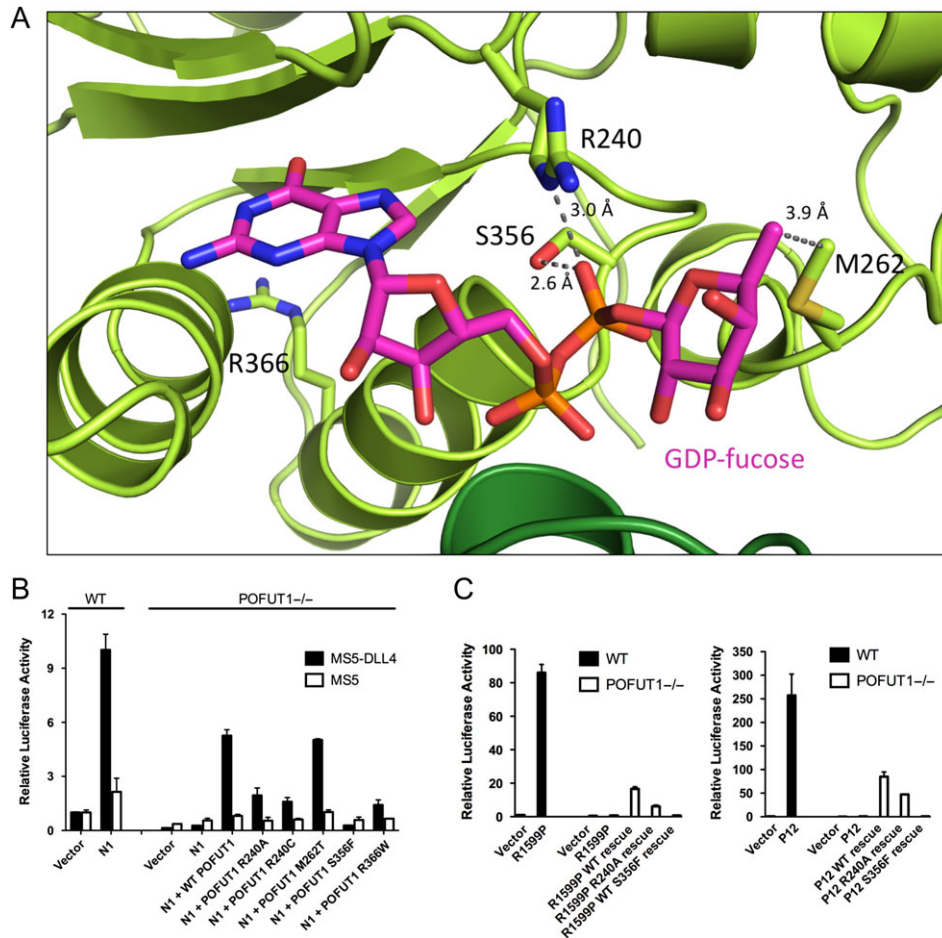 A
R240
3.0 Å
S356
3.9 Å
2.6 Å
M262
R366
GDP-fucose
B
WT
POFUT1–/–
12
9
6
3
0
Relative Luciferase Activity
MS5-DLL4
MS5
Vector
N1
Vector
N1
N1 + WT POFUT1
N1 + POFUT1 R240A
N1 + POFUT1 R240C
N1 + POFUT1 M262T
N1 + POFUT1 S356F
N1 + POFUT1 R366W
C
100
80
60
40
20
0
Relative Luciferase Activity
WT
POFUT1–/–
Vector
R1599P
Vector
R1599P
R1599P WT rescue
R1599P R240A rescue
R1599P WT S356F rescue
350
300
250
200
150
100
50
0
Relative Luciferase Activity
WT
POFUT1–/–
Vector
P12
Vector
P12
P12 WT rescue
P12 R240A rescue
P12 S356F rescue